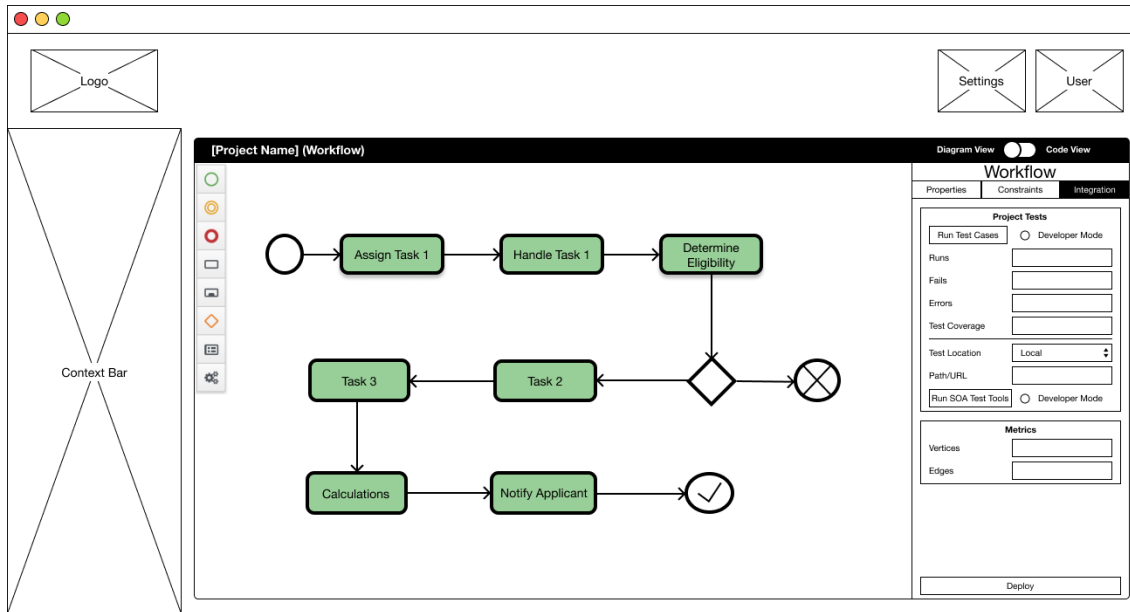 Logo
Settings
User
Context Bar
[Project Name] (Workflow)
Diagram View
Code View
Assign Task 1
Handle Task 1
Determine
Eligibility
Task 3
Task 2
Calculations
Notify Applicant
Workflow
Properties
Constraints
Integration
Project Tests
Run Test Cases
Developer Mode
Runs
Fails
Errors
Test Coverage
Test Location
Local
Path/URL
Run SOA Test Tools
Developer Mode
Metrics
Vertices
Edges
Deploy